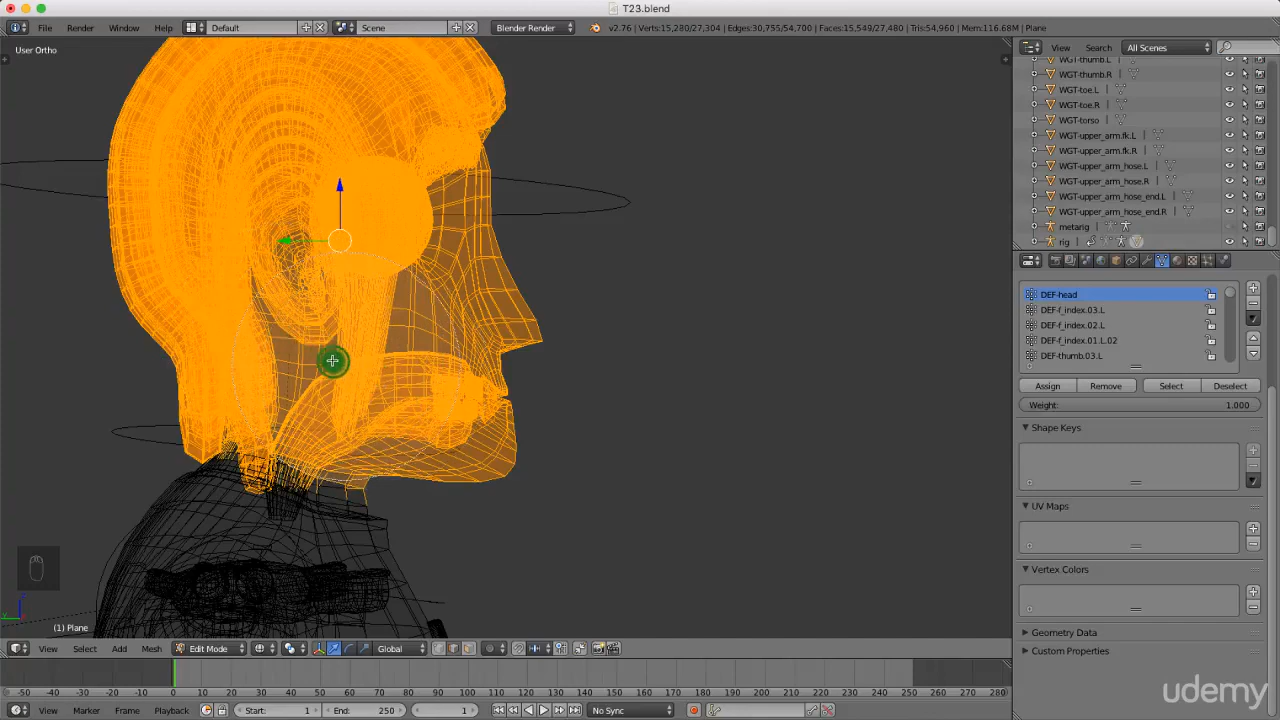 T23.blend
File Render Window Help Default Scene Blender Render v2.76 | Verts:15,280/27,304 | Edges:30,755/54,700 | Faces:15,549/27,480 | Tris:54,960 | Mem:116.68M | Plane
User Ortho
View Search All Scenes
WGT-thumb.L
WGT-thumb.R
WGT-toe.L
WGT-toe.R
WGT-torso
WGT-upper_arm.fk.L
WGT-upper_arm.fk.R
WGT-upper_arm_hose.L
WGT-upper_arm_hose.R
WGT-upper_arm_hose_end.L
WGT-upper_arm_hose_end.R
metarig
rig
DEF-head
DEF-f_index.03.L
DEF-f_index.02.L
DEF-f_index.01.L.02
DEF-thumb.03.L
Assign Remove Select Deselect
Weight: 1.000
Shape Keys
UV Maps
Vertex Colors
Geometry Data
Custom Properties
z
y
(1) Plane
View Select Add Mesh Edit Mode Global
-50 -40 -30 -20 -10 0 10 20 30 40 50 60 70 80 90 100 110 120 130 140 150 160 170 180 190 200 210 220 230 240 250 260 270 280
View Marker Frame Playback Start: 1 End: 250 1 No Sync
udemy